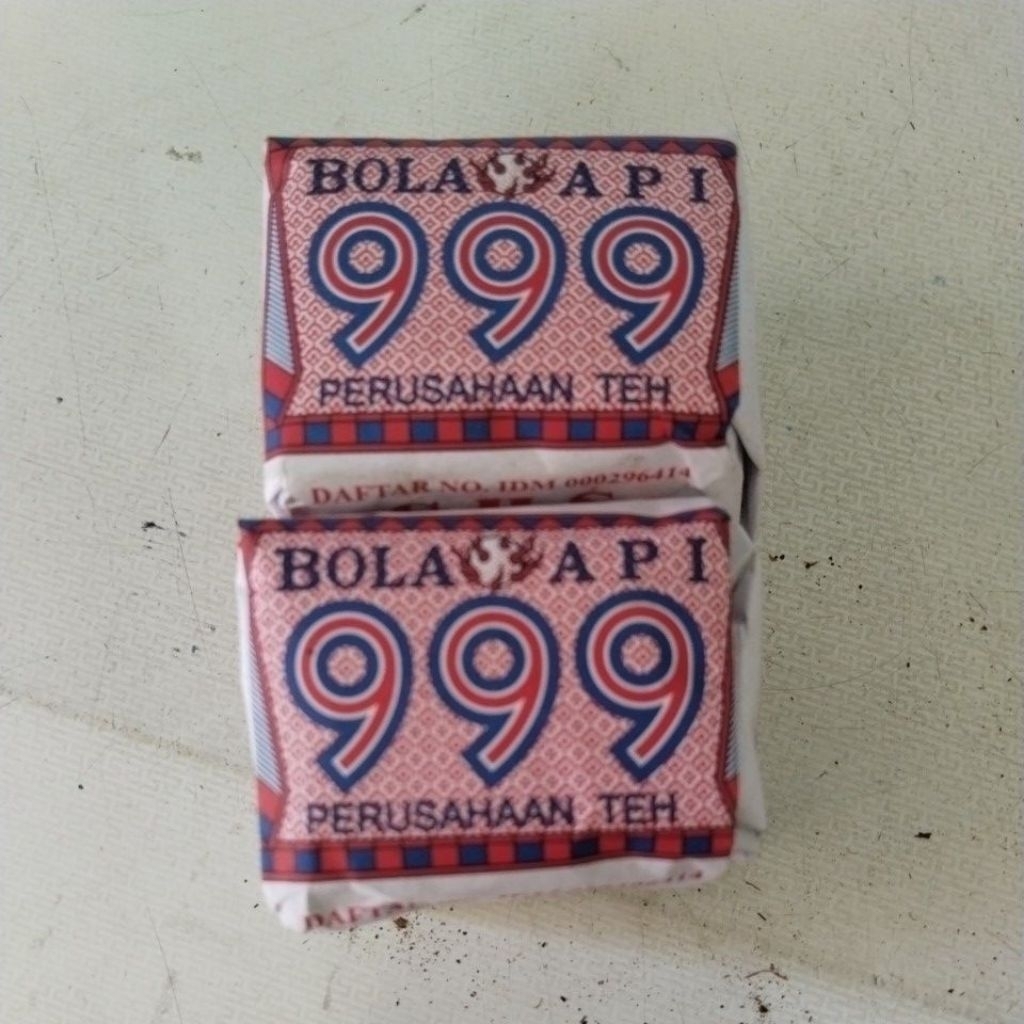 BOLA API
999
PERUSAHAAN TEH
DAFTAR NO. IDM 000296414
BOLA API
999
PERUSAHAAN TEH